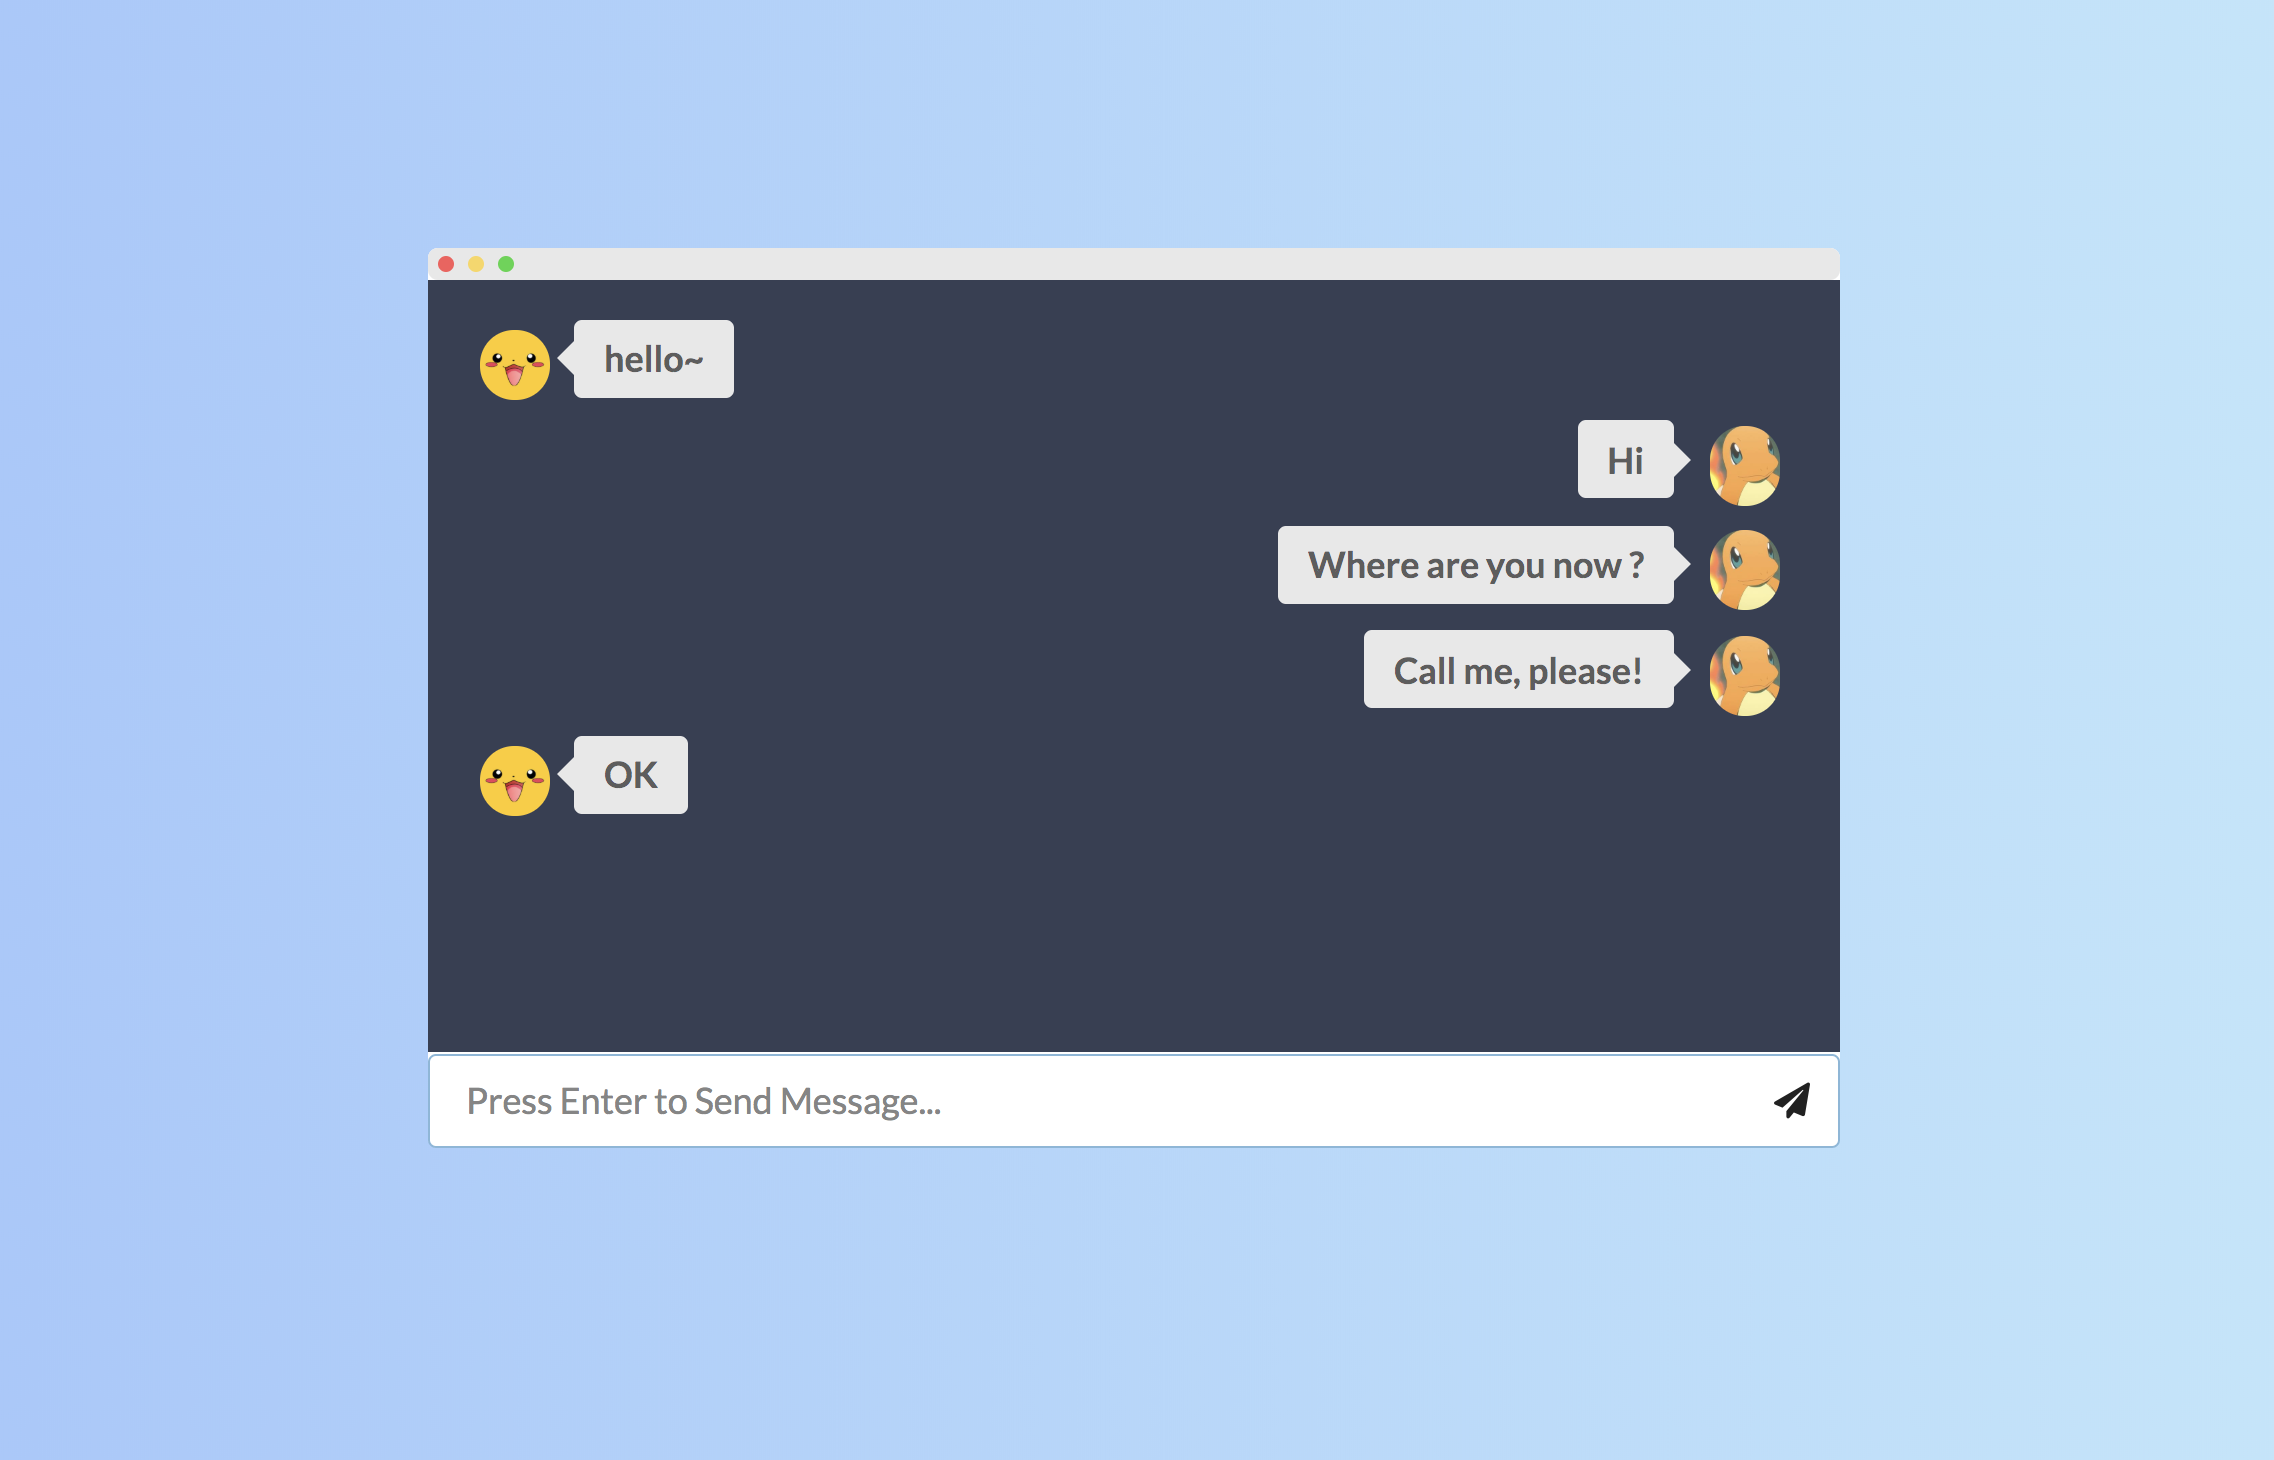 hello~
Hi
Where are you now ?
Call me, please!
OK
Press Enter to Send Message...